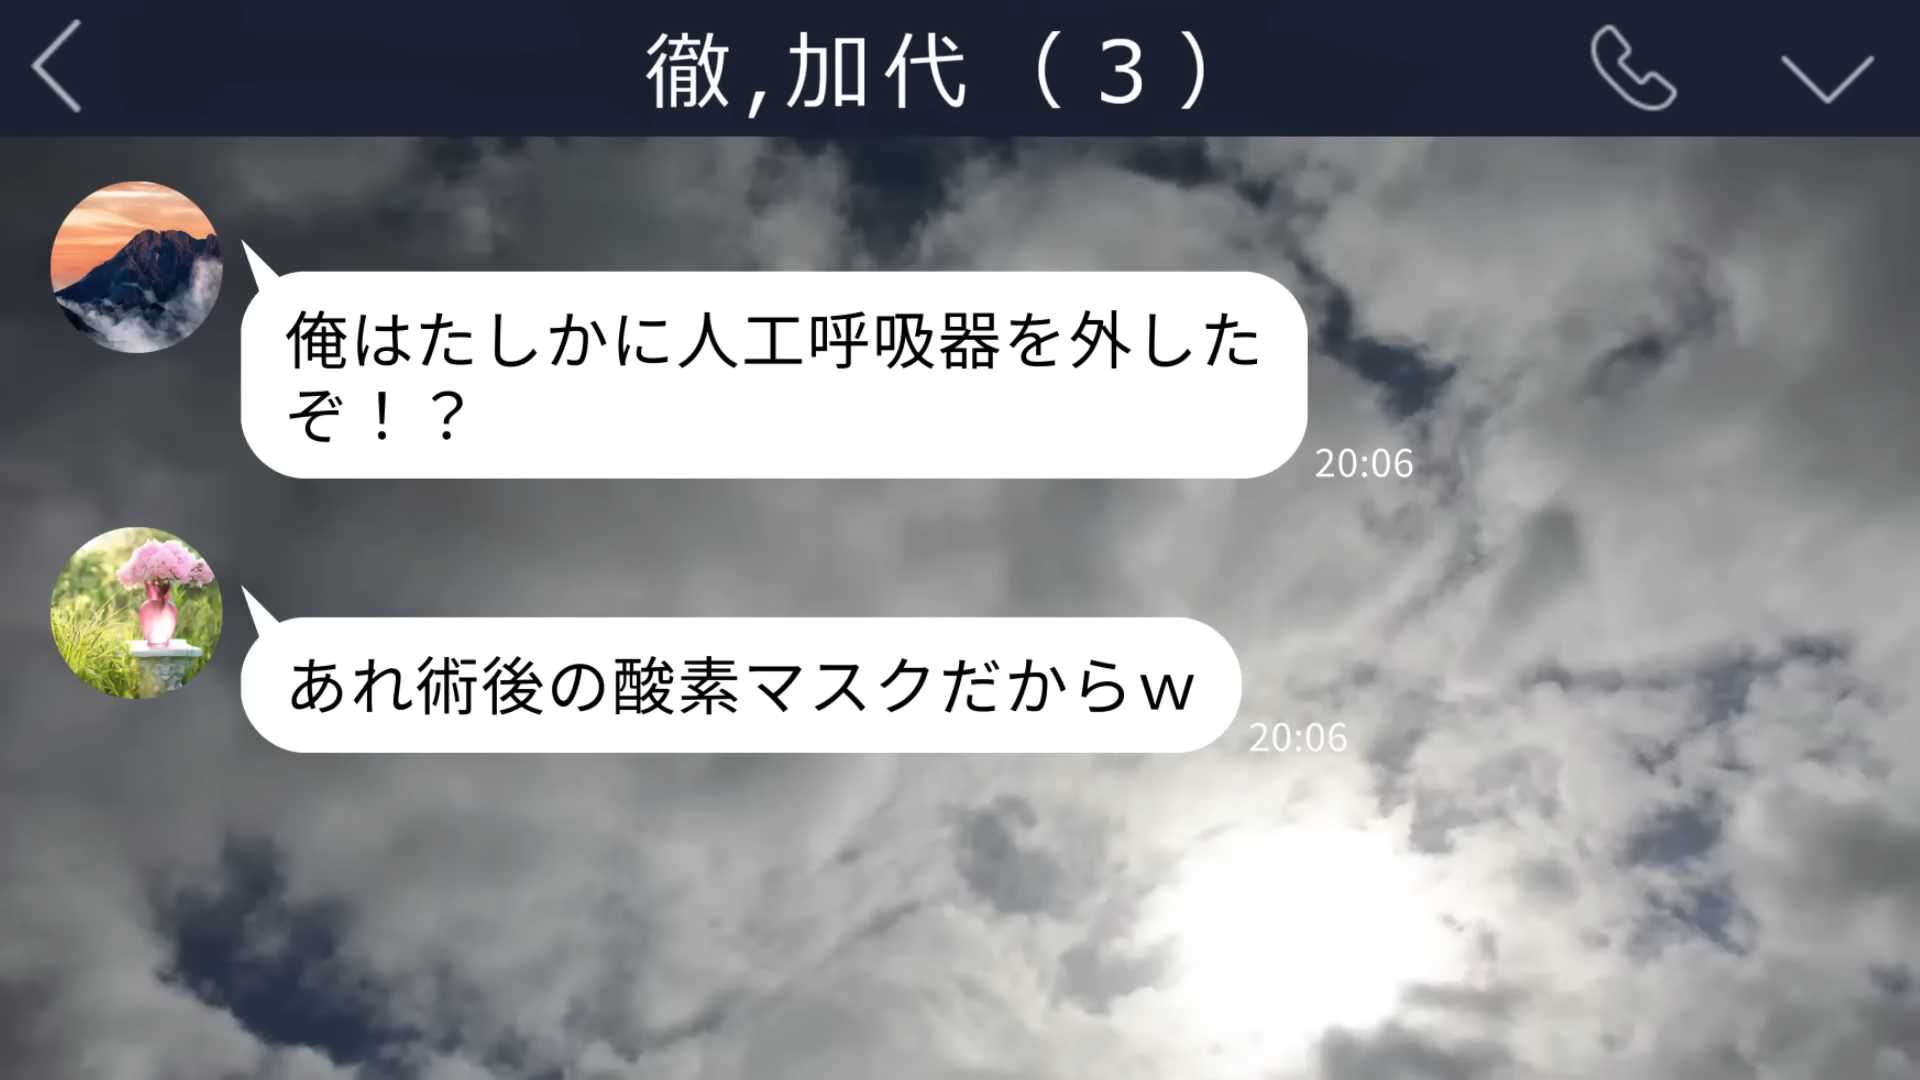 徹,加代（3）
俺はたしかに人工呼吸器を外した
ぞ！？
20:06
あれ術後の酸素マスクだからｗ
20:06